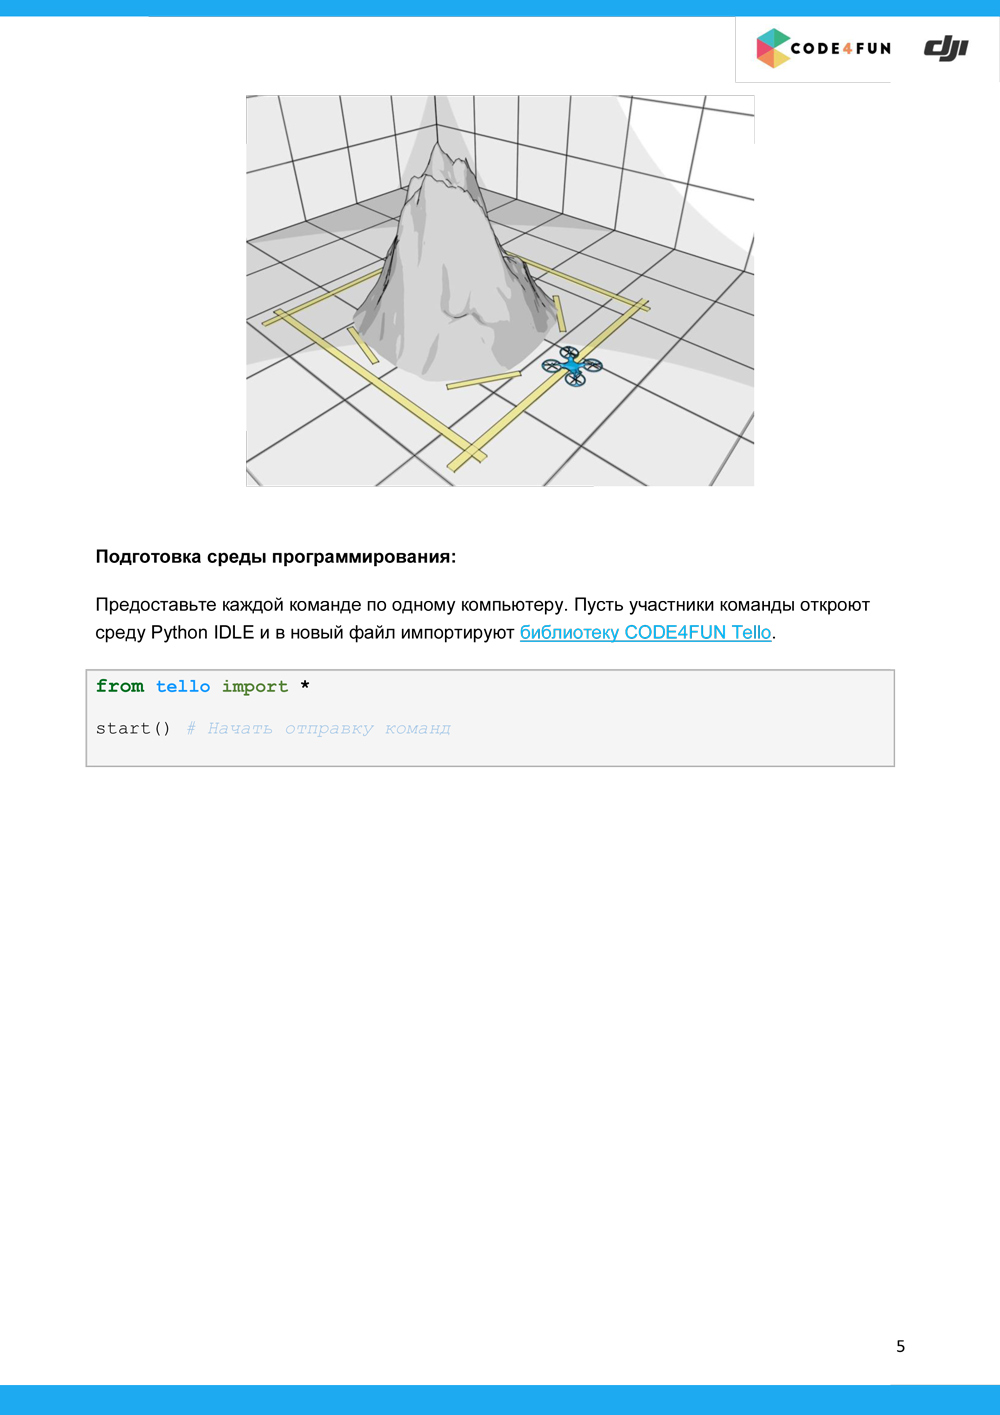 CODE4FUN dji
Подготовка среды программирования:
Предоставьте каждой команде по одному компьютеру. Пусть участники команды откроют
среду Python IDLE и в новый файл импортируют библиотеку CODE4FUN Tello.
from tello import *
start() # Начать отправку команд
5